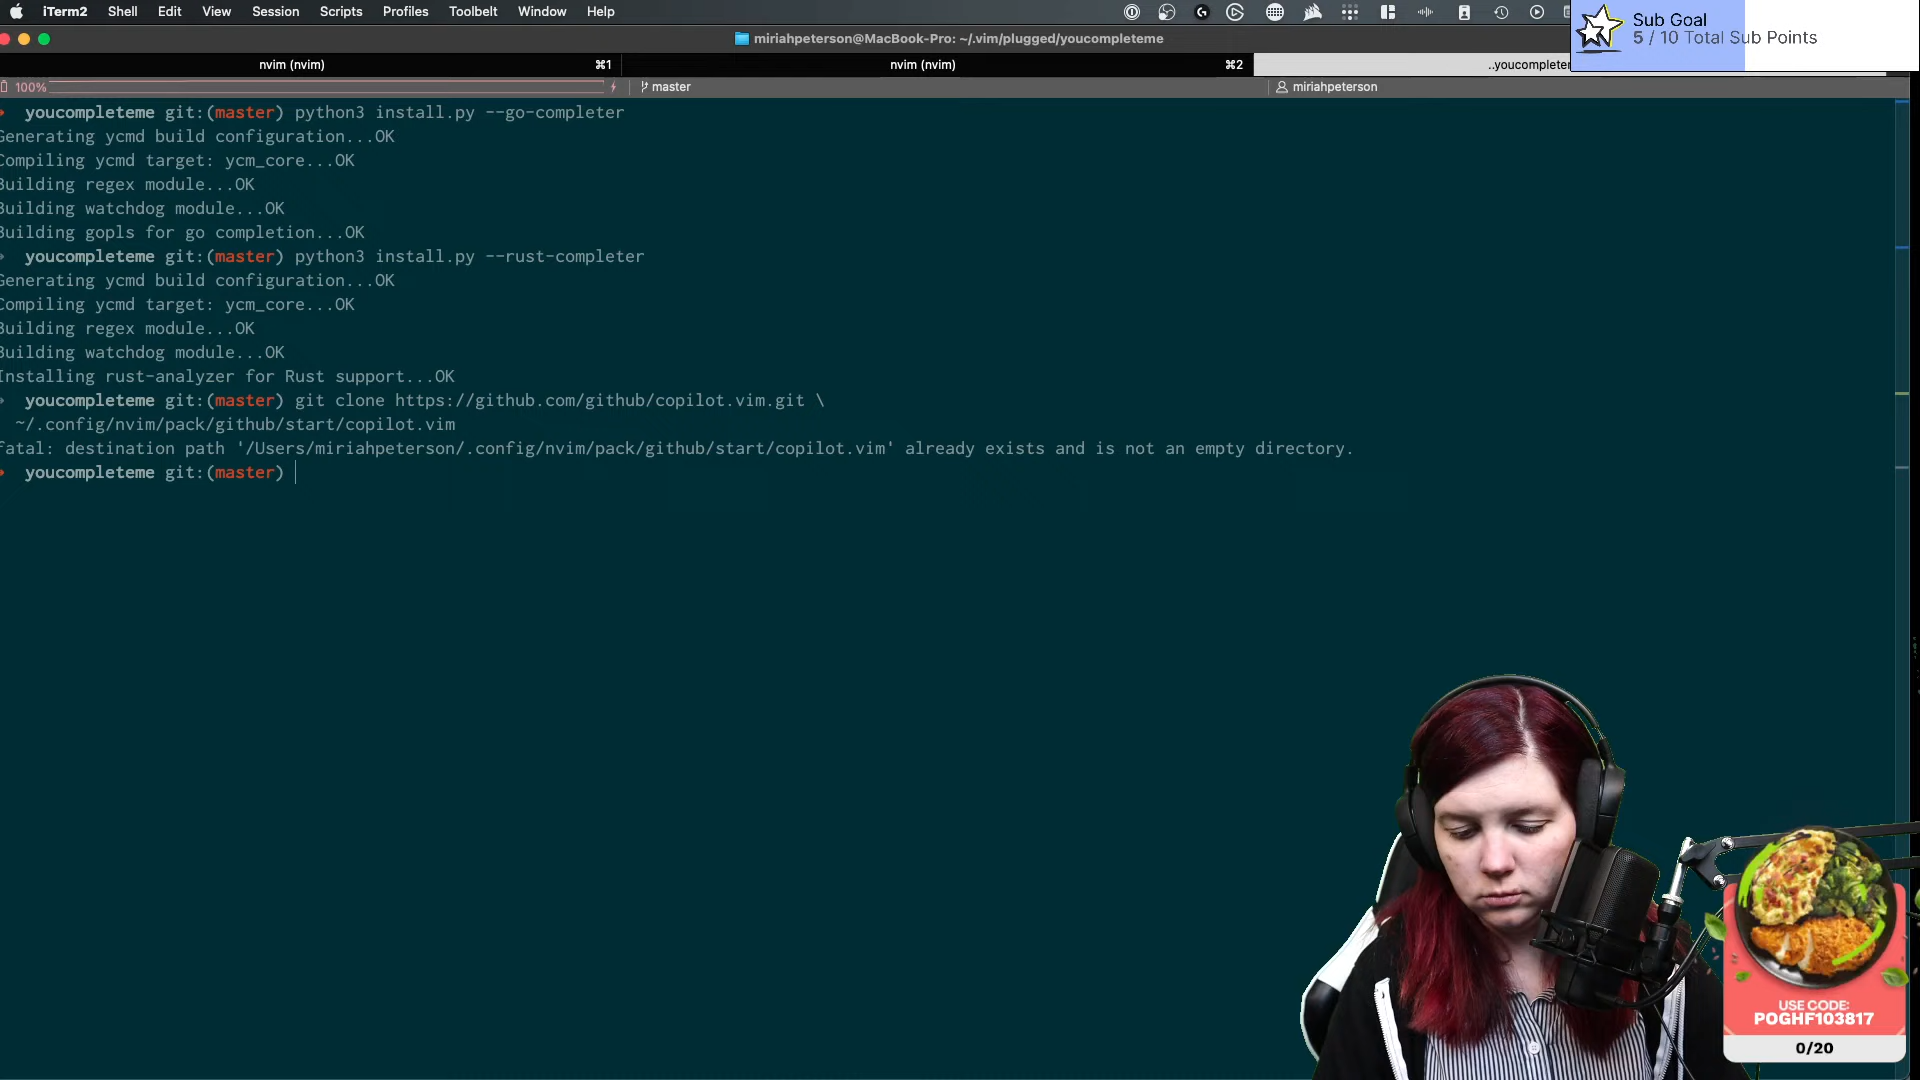 iTerm2 Shell Edit View Session Scripts Profiles Toolbelt Window Help
Sub Goal
5 / 10 Total Sub Points
miriahpeterson@MacBook-Pro: ~/.vim/plugged/youcompleteme
nvim (nvim) ⌘1 nvim (nvim) ⌘2 ..youcompleter
100% master miriahpeterson
youcompleteme git:(master) python3 install.py --go-completer
Generating ycmd build configuration...OK
Compiling ycmd target: ycm_core...OK
Building regex module...OK
Building watchdog module...OK
Building gopls for go completion...OK
youcompleteme git:(master) python3 install.py --rust-completer
Generating ycmd build configuration...OK
Compiling ycmd target: ycm_core...OK
Building regex module...OK
Building watchdog module...OK
Installing rust-analyzer for Rust support...OK
youcompleteme git:(master) git clone https://github.com/github/copilot.vim.git \
~/.config/nvim/pack/github/start/copilot.vim
fatal: destination path '/Users/miriahpeterson/.config/nvim/pack/github/start/copilot.vim' already exists and is not an empty directory.
youcompleteme git:(master)
USE CODE:
POGHF103817
0/20